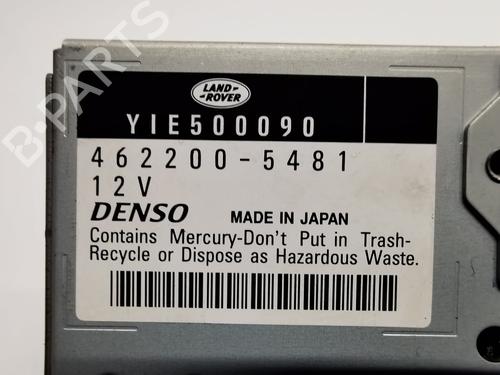 LAND-
ROVER
YIE500090
462200-5481
12V
DENSO MADE IN JAPAN
Contains Mercury-Don't Put in Trash-
Recycle or Dispose as Hazardous Waste.
B-PARTS